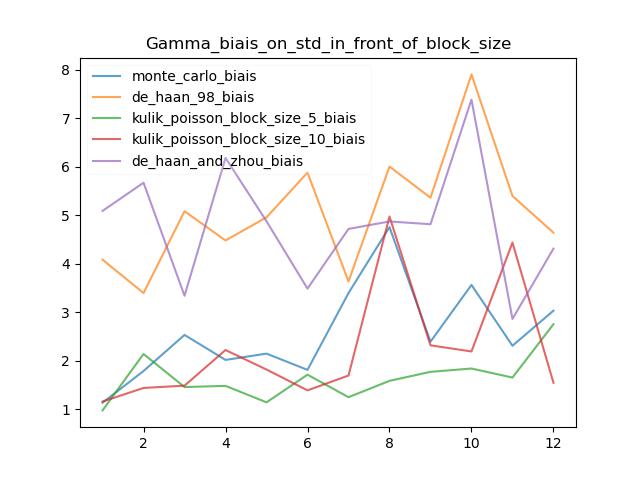 Gamma_biais_on_std_in_front_of_block_size
monte_carlo_biais
de_haan_98_biais
kulik_poisson_block_size_5_biais
kulik_poisson_block_size_10_biais
de_haan_and_zhou_biais
8
7
6
5
4
3
2
1
2 4 6 8 10 12